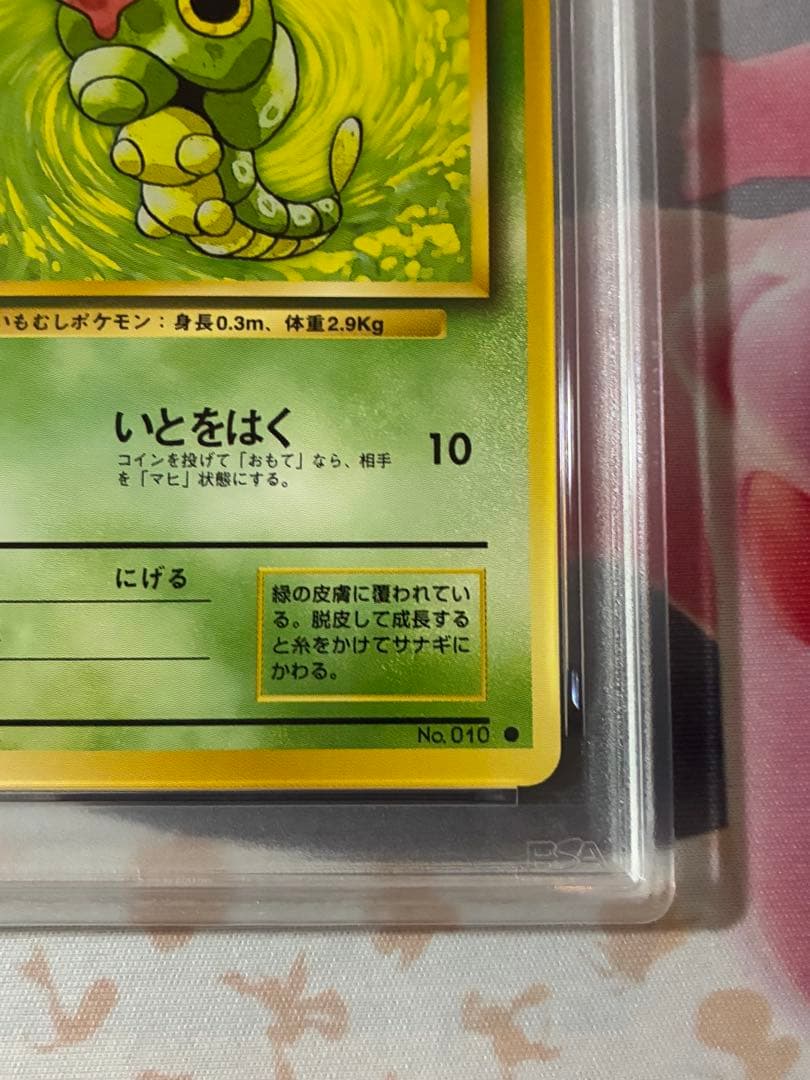 いもむしポケモン：身長0.3m、体重2.9Kg
いとをはく 10
コインを投げて「おもて」なら、相手
を「マヒ」状態にする。
にげる
緑の皮膚に覆われてい
る。脱皮して成長する
と糸をかけてサナギに
かわる。
No. 010 ●